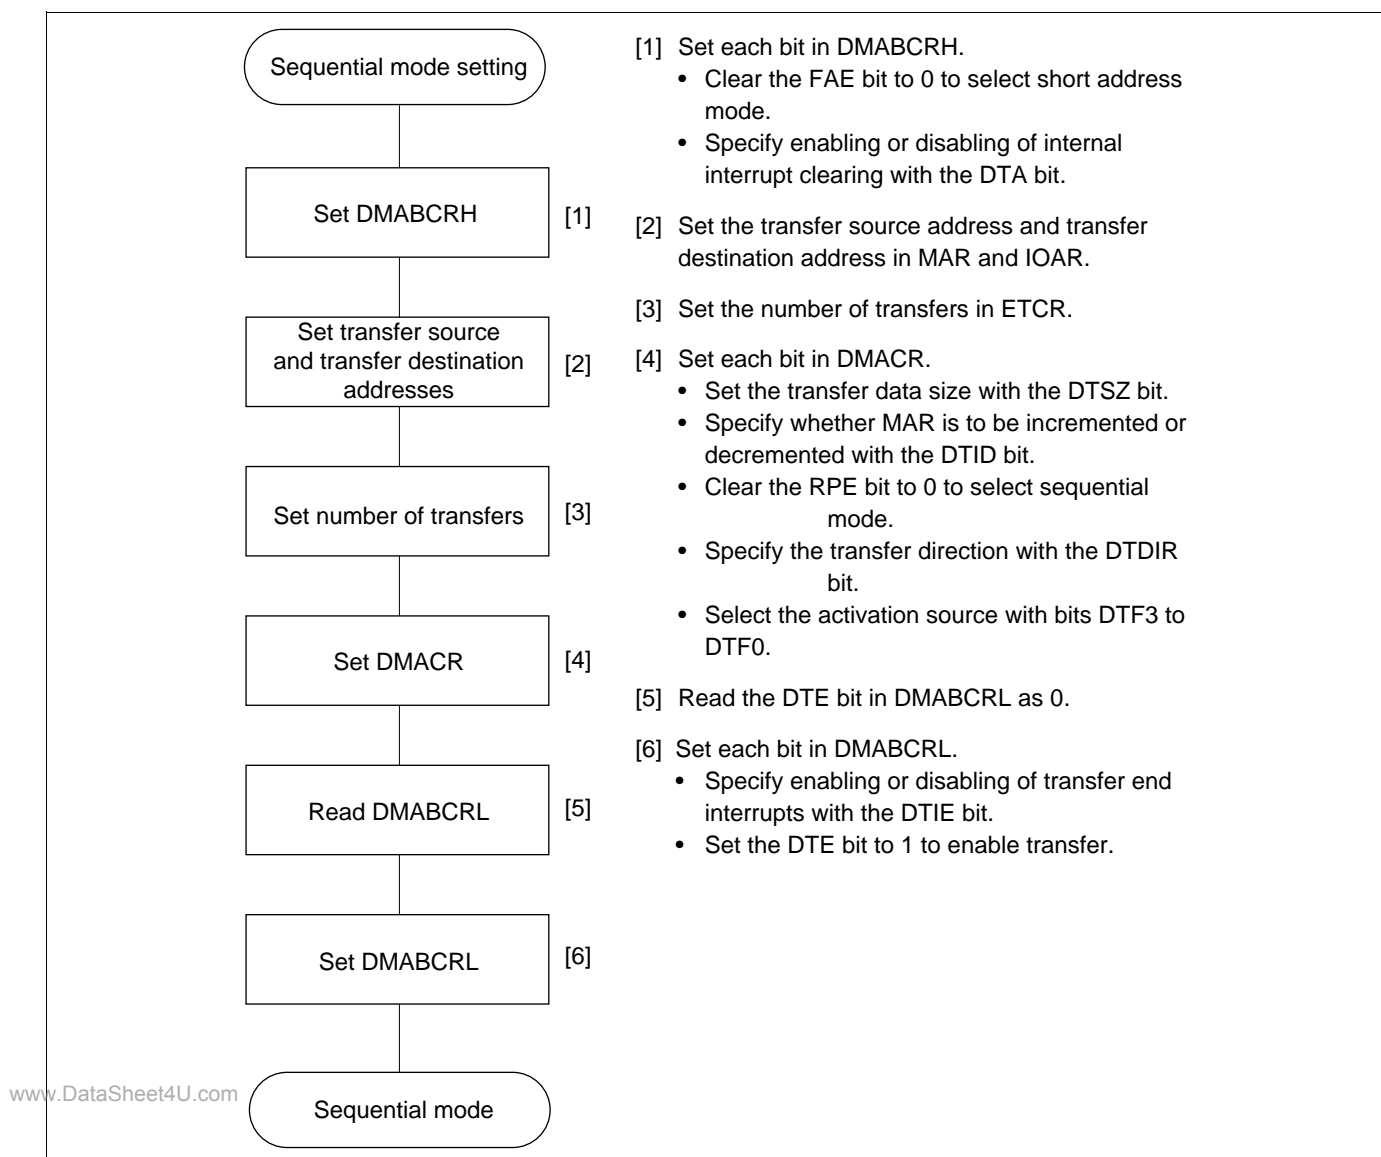 Sequential mode setting
Set DMABCRH [1]
Set transfer source
and transfer destination
addresses
[2]
Set number of transfers [3]
Set DMACR [4]
Read DMABCRL [5]
Set DMABCRL [6]
Sequential mode
[1] Set each bit in DMABCRH.
• Clear the FAE bit to 0 to select short address
mode.
• Specify enabling or disabling of internal
interrupt clearing with the DTA bit.
[2] Set the transfer source address and transfer
destination address in MAR and IOAR.
[3] Set the number of transfers in ETCR.
[4] Set each bit in DMACR.
• Set the transfer data size with the DTSZ bit.
• Specify whether MAR is to be incremented or
decremented with the DTID bit.
• Clear the RPE bit to 0 to select sequential
mode.
• Specify the transfer direction with the DTDIR
bit.
• Select the activation source with bits DTF3 to
DTF0.
[5] Read the DTE bit in DMABCRL as 0.
[6] Set each bit in DMABCRL.
• Specify enabling or disabling of transfer end
interrupts with the DTIE bit.
• Set the DTE bit to 1 to enable transfer.
www.DataSheet4U.com